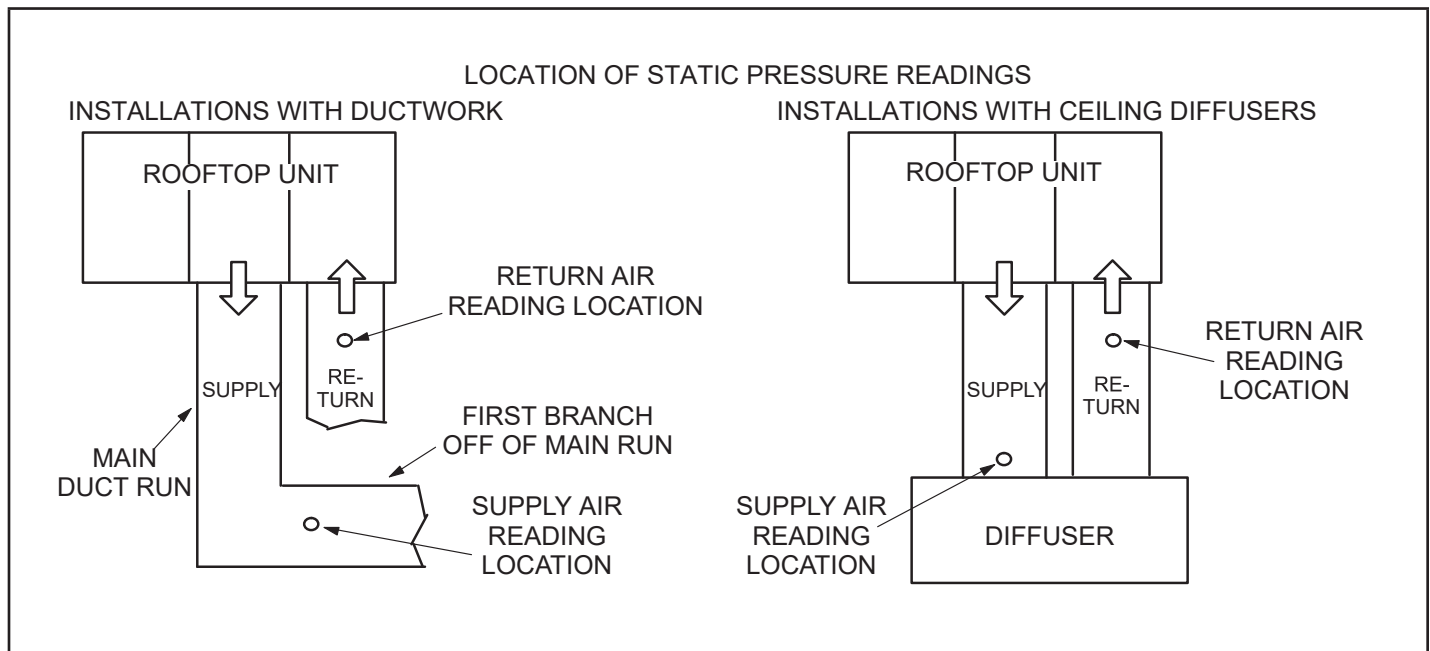 LOCATION OF STATIC PRESSURE READINGS
INSTALLATIONS WITH DUCTWORK
ROOFTOP UNIT
RETURN AIR
READING LOCATION
SUPPLY
RE-
TURN
MAIN
DUCT RUN
FIRST BRANCH
OFF OF MAIN RUN
SUPPLY AIR
READING
LOCATION
INSTALLATIONS WITH CEILING DIFFUSERS
ROOFTOP UNIT
RETURN AIR
READING
LOCATION
SUPPLY
RE-
TURN
SUPPLY AIR
READING
LOCATION
DIFFUSER